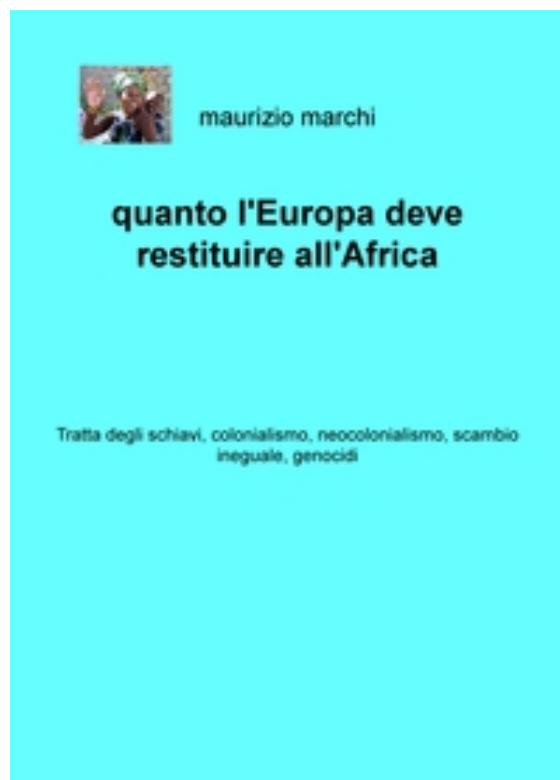 maurizio marchi
quanto l'Europa deve
restituire all'Africa
Tratta degli schiavi, colonialismo, neocolonialismo, scambio
ineguale, genocidi